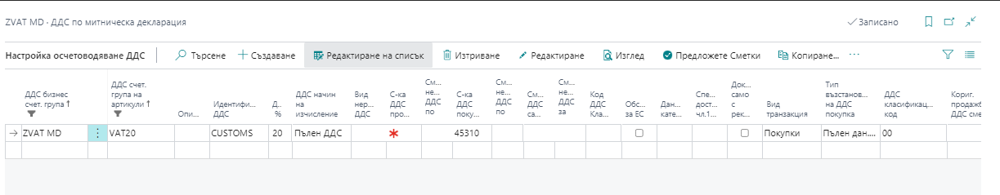 ZVAT MD · ДДС по митническа декларация
Записано
Настройка осчетоводяване ДДС
Търсене
Създаване
Редактиране на списък
Изтриване
Редактиране
Изглед
Предложете Сметки
Копиране...
ДДС бизнес счет. група ↑
ДДС счет. група на артикули ↑
Опи...
Идентифи... ДДС
Д.. %
ДДС начин на изчисление
Вид нер... ДДС
С-ка ДДС про...
См... не... ДДС по
С-ка ДДС поку...
См... не... ДДС по
См... ДДС са...
См... не... ДДС за
Код ДДС Кла...
Обс... за ЕС
Дан... кате...
Спе... дост... чл.1...
Док... само с рек...
Вид транзакция
Тип възстанов... на ДДС покупка
ДДС класификац... код
Кориг. продажб ДДС сме
ZVAT MD
VAT20
CUSTOMS
20
Пълен ДДС
*
45310
Покупки
Пълен дан....
00